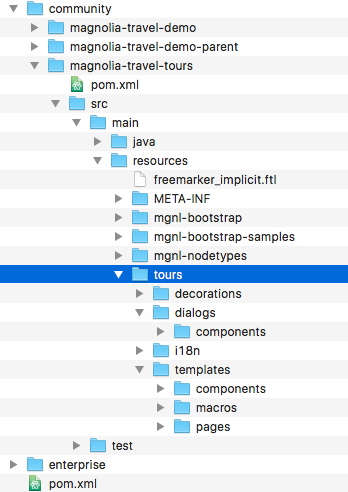 community
magnolia-travel-demo
magnolia-travel-demo-parent
magnolia-travel-tours
pom.xml
src
main
java
resources
freemarker_implicit.ftl
META-INF
mgnl-bootstrap
mgnl-bootstrap-samples
mgnl-nodetypes
tours
decorations
dialogs
components
i18n
templates
components
macros
pages
test
enterprise
pom.xml